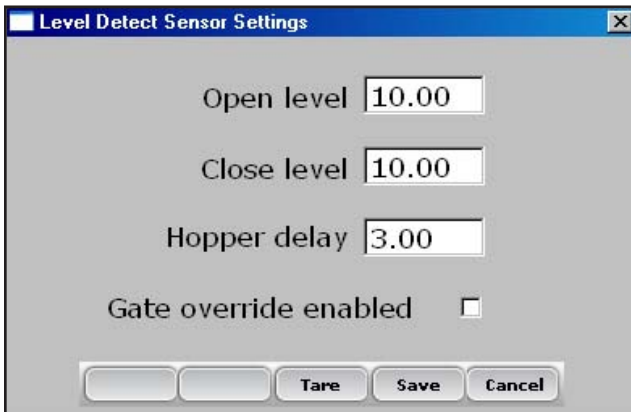 Level Detect Sensor Settings
Open level 10.00
Close level 10.00
Hopper delay 3.00
Gate override enabled
Tare Save Cancel